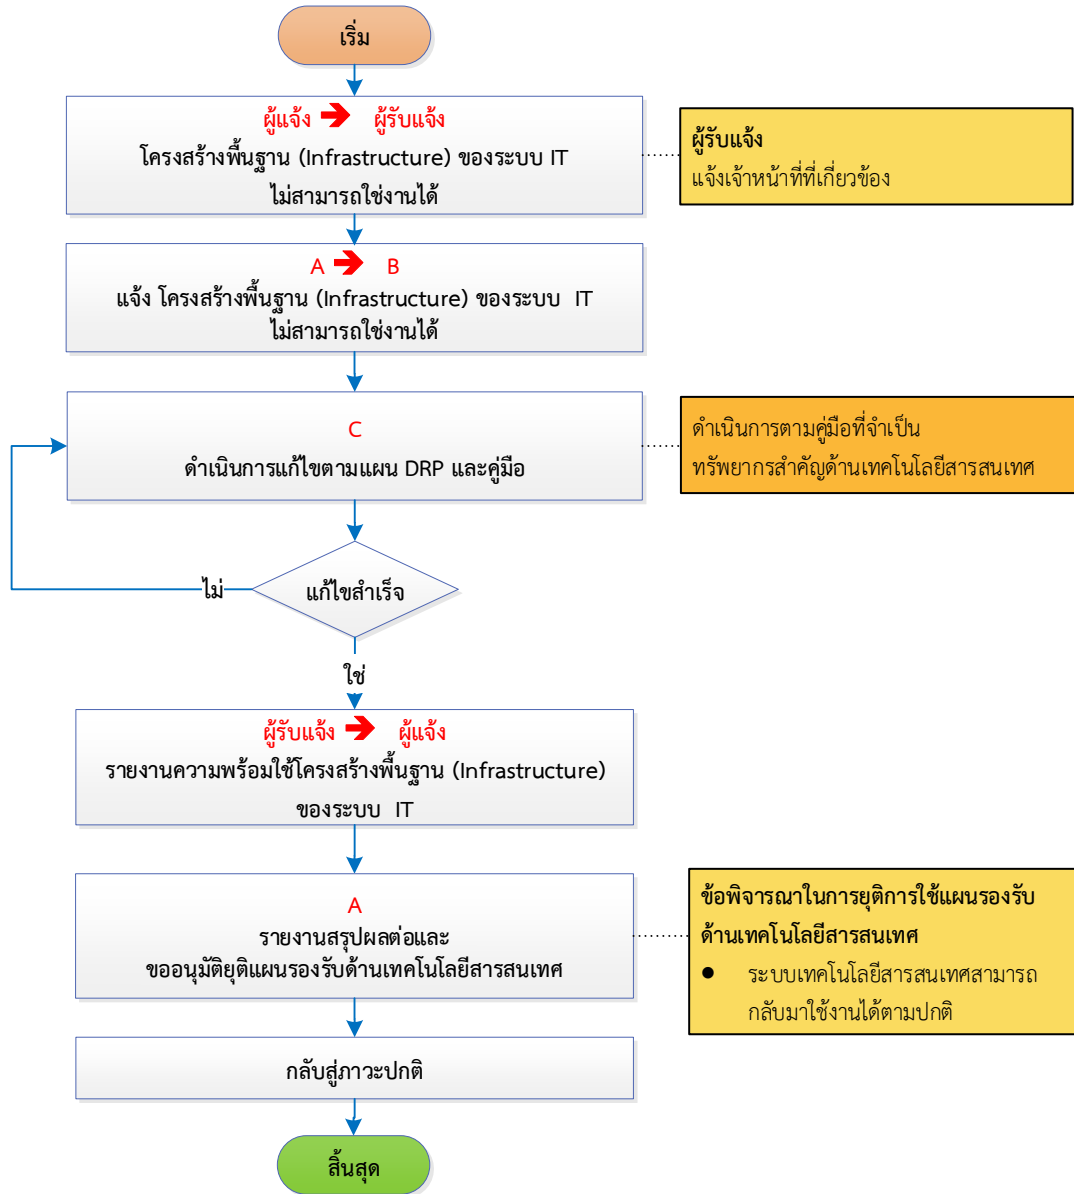 เริ่ม
ผู้แจ้ง ➔ ผู้รับแจ้ง
โครงสร้างพื้นฐาน (Infrastructure) ของระบบ IT
ไม่สามารถใช่งานได้
ผู้รับแจ้ง
แจ้งเจ้าหน้าที่ที่เกี่ยวข้อง
A ➔ B
แจ้ง โครงสร้างพื้นฐาน (Infrastructure) ของระบบ IT
ไม่สามารถใช่งานได้
C
ดำเนินการแก้ไขตามแผน DRP และคู่มือ
ดำเนินการตามคู่มือที่จำเป็น
ทรัพยากรสำคัญด้านเทคโนโลยีสารสนเทศ
ไม่
แก้ไขสำเร็จ
ใช่
ผู้รับแจ้ง ➔ ผู้แจ้ง
รายงานความพร้อมใช้โครงสร้างพื้นฐาน (Infrastructure)
ของระบบ IT
A
รายงานสรุปผลต่อและ
ขออนุมัติยุติแผนรองรับด้านเทคโนโลยีสารสนเทศ
ข้อพิจารณาในการยุติการใช้แผนรองรับ
ด้านเทคโนโลยีสารสนเทศ
● ระบบเทคโนโลยีสารสนเทศสามารถ
กลับมาใช้งานได้ตามปกติ
กลับสู่ภาวะปกติ
สิ้นสุด